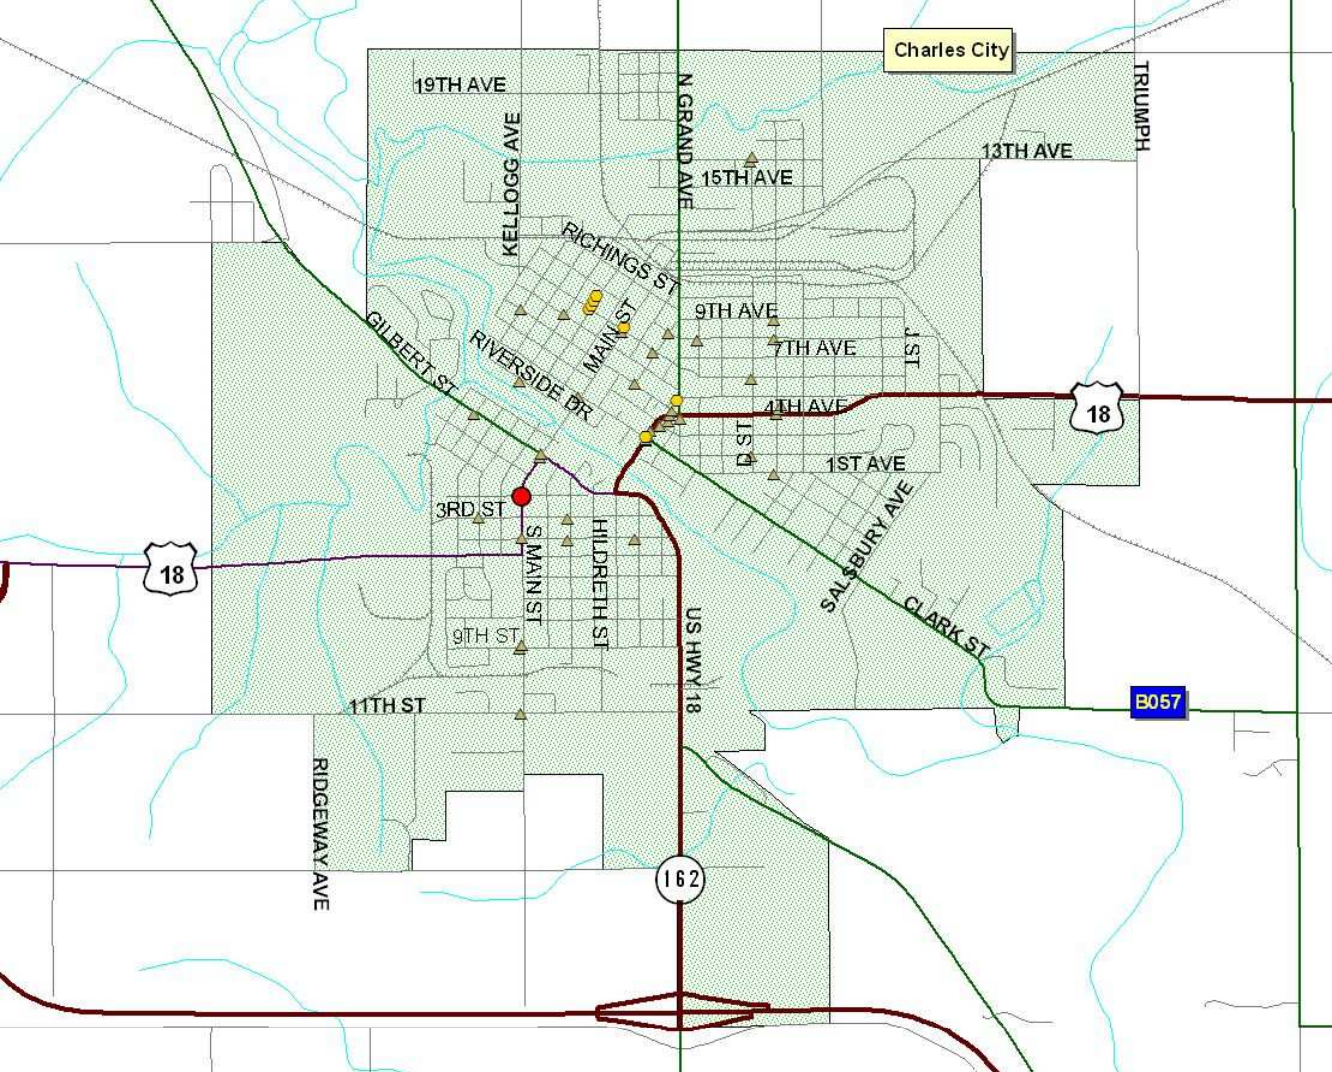 Charles City
19TH AVE
N GRAND AVE
TRIUMPH
KELLOGG AVE
13TH AVE
15TH AVE
RICHINGS ST
MAIN ST
9TH AVE
GILBERT ST
RIVERSIDE DR
7TH AVE
J ST
4TH AVE
18
D ST
1ST AVE
3RD ST
SALSBURY AVE
18
S MAIN ST
HILDRETH ST
CLARK ST
9TH ST
US HWY 18
11TH ST
B057
RIDGEWAY AVE
162